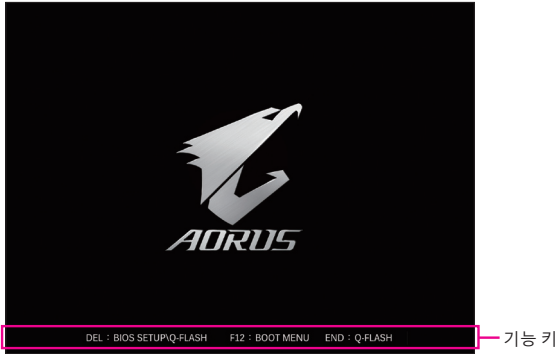 AORUS
DEL : BIOS SETUP\Q-FLASH F12 : BOOT MENU END : Q-FLASH
기능 키